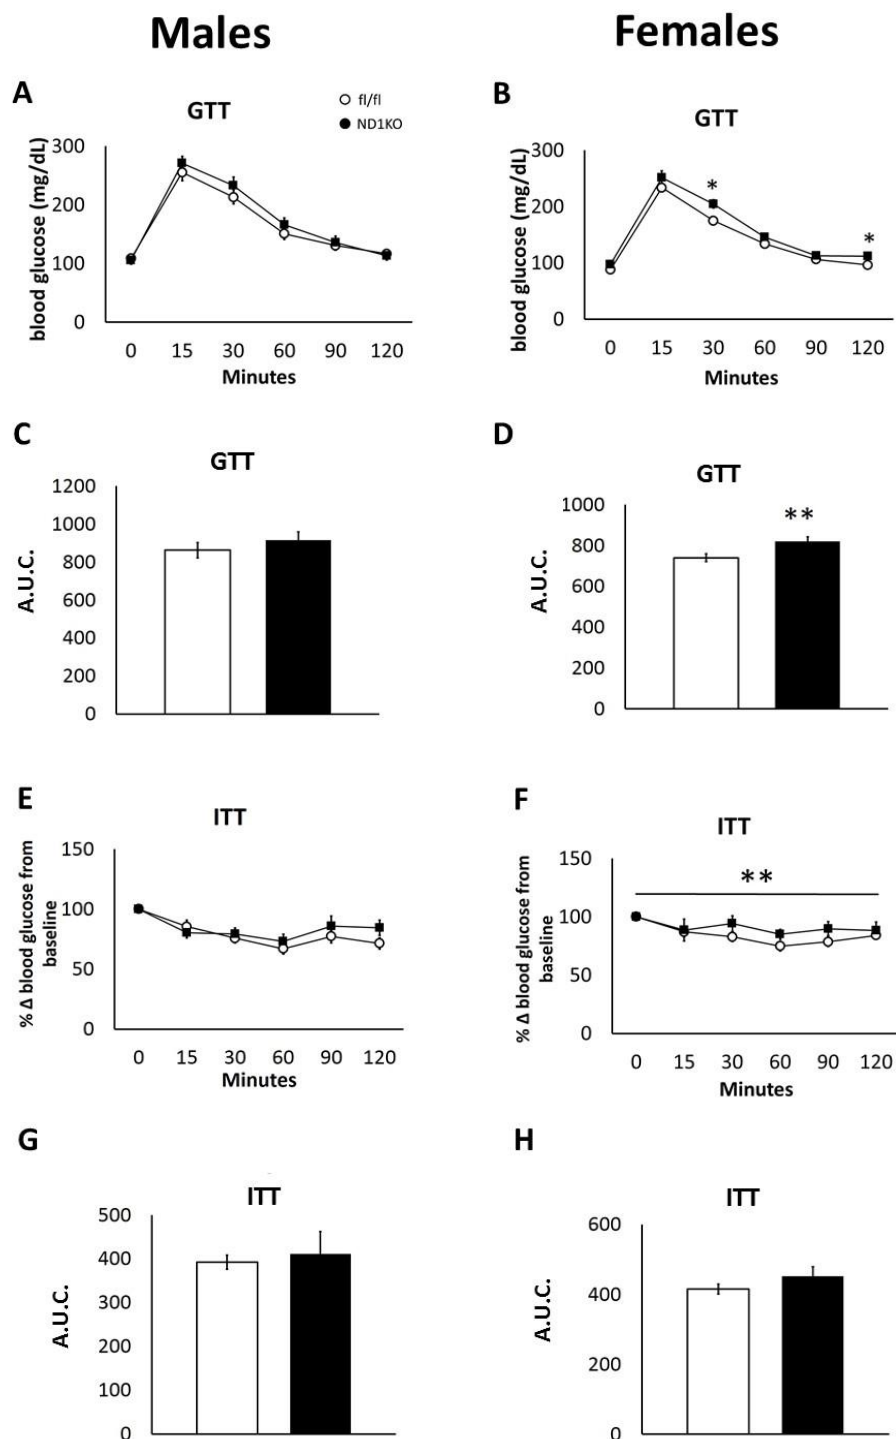 Males
Females
A
GTT
fl/fl
ND1KO
blood glucose (mg/dL)
300
200
100
0
0 15 30 60 90 120
Minutes
B
GTT
blood glucose (mg/dL)
300
200
100
0
*
*
0 15 30 60 90 120
Minutes
C
GTT
A.U.C.
1200
1000
800
600
400
200
0
D
GTT
A.U.C.
1000
800
600
400
200
0
**
E
ITT
% Δ blood glucose from
baseline
150
100
50
0
0 15 30 60 90 120
Minutes
F
ITT
% Δ blood glucose from
baseline
150
100
50
0
**
0 15 30 60 90 120
Minutes
G
ITT
A.U.C.
500
400
300
200
100
0
H
ITT
A.U.C.
600
400
200
0